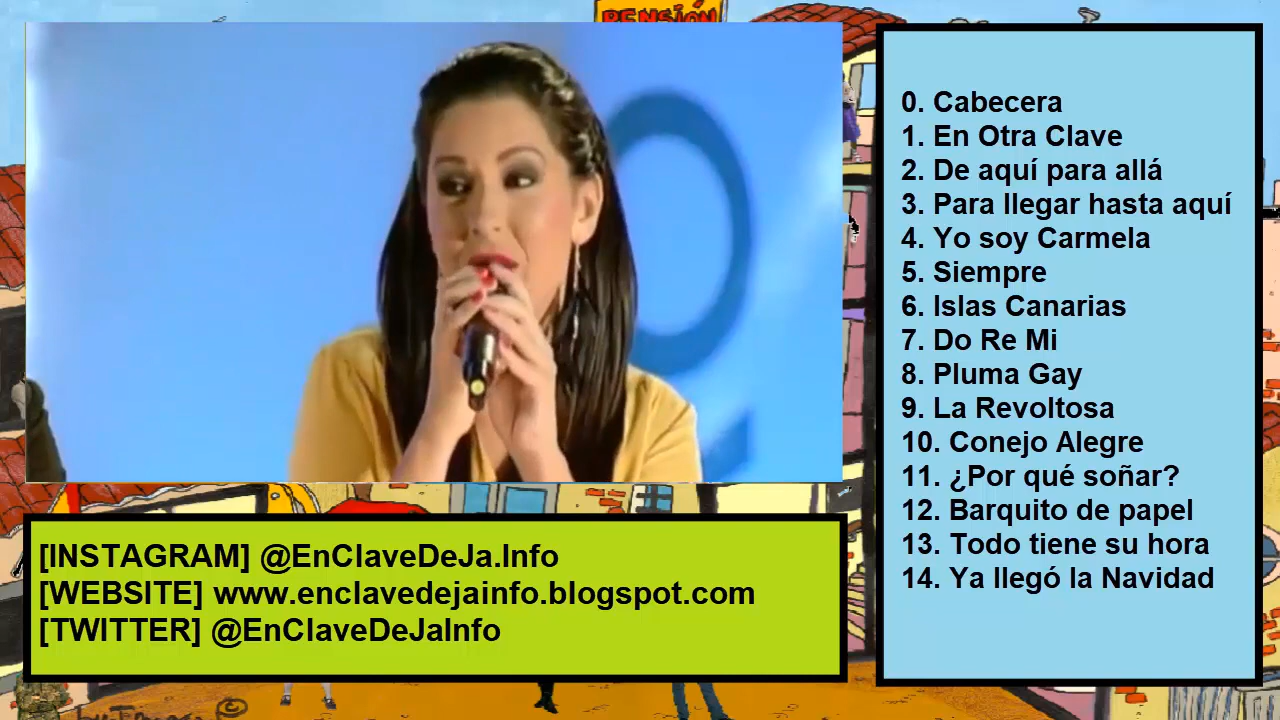 PENSIÓN
0. Cabecera
1. En Otra Clave
2. De aquí para allá
3. Para llegar hasta aquí
4. Yo soy Carmela
5. Siempre
6. Islas Canarias
7. Do Re Mi
8. Pluma Gay
9. La Revoltosa
10. Conejo Alegre
11. ¿Por qué soñar?
12. Barquito de papel
13. Todo tiene su hora
14. Ya llegó la Navidad
[INSTAGRAM] @EnClaveDeJa.Info
[WEBSITE] www.enclavedejainfo.blogspot.com
[TWITTER] @EnClaveDeJaInfo
©